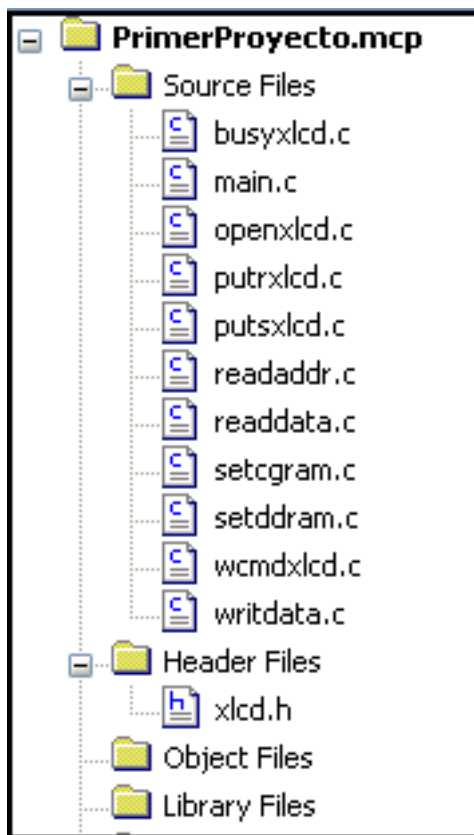 PrimerProyecto.mcp
Source Files
busyxlcd.c
main.c
openxlcd.c
putrxlcd.c
putsxlcd.c
readaddr.c
readdata.c
setcgram.c
setddram.c
wcmdxlcd.c
writdata.c
Header Files
xlcd.h
Object Files
Library Files